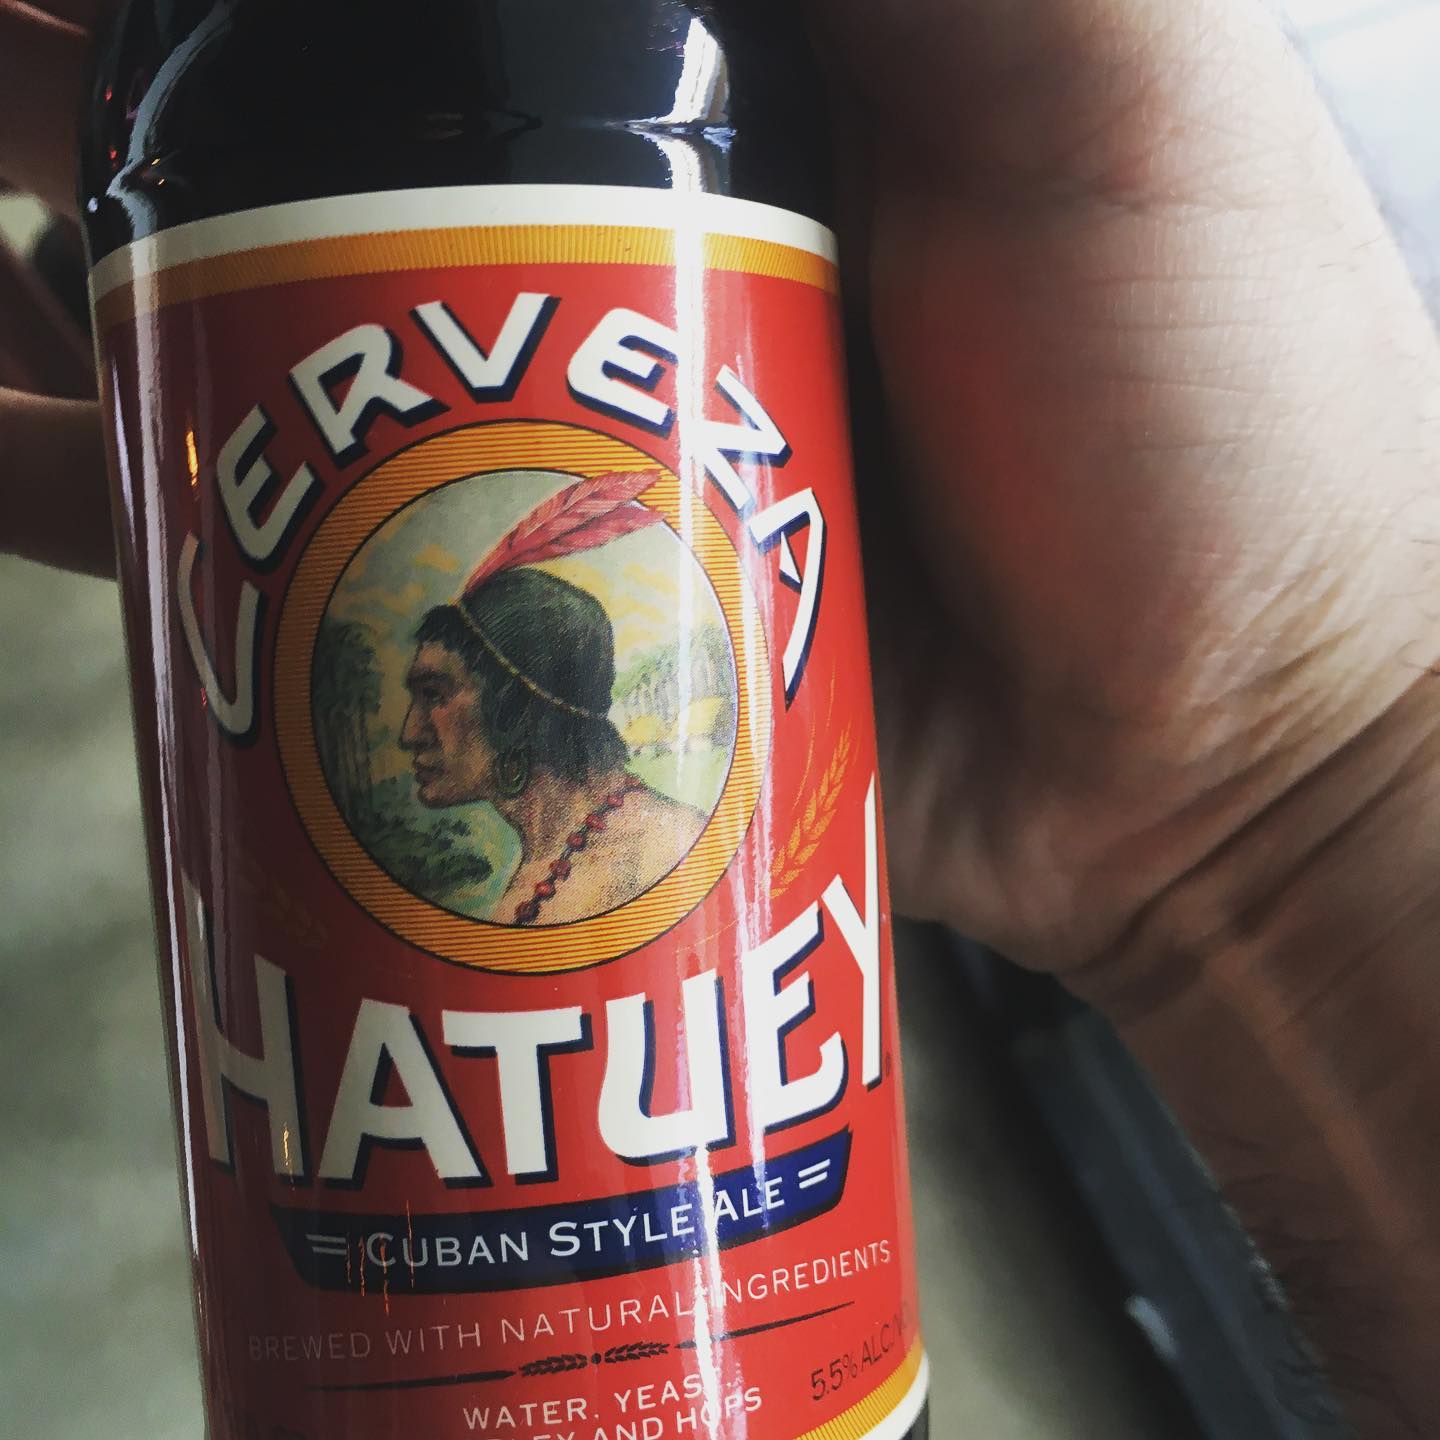 CERVEZA
HATUEY
= CUBAN STYLE ALE =
BREWED WITH NATURAL INGREDIENTS
5.5% ALC
WATER, YEAST,
AND HOPS